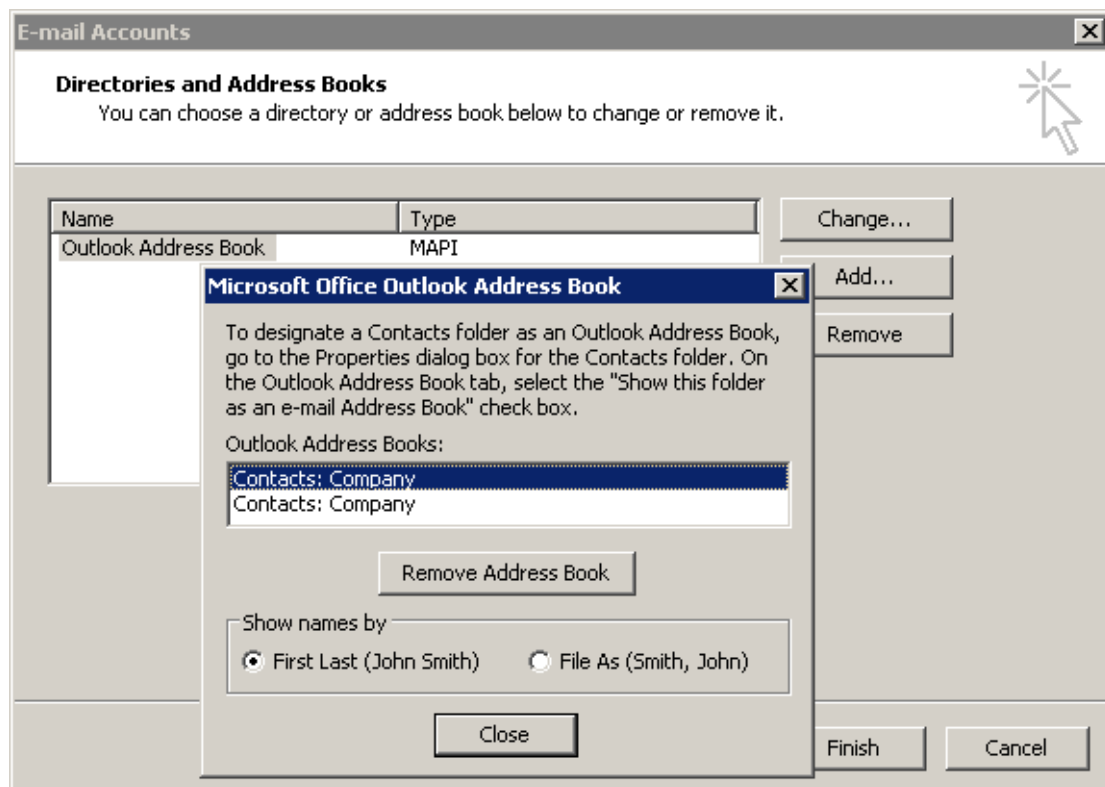 E-mail Accounts
Directories and Address Books
You can choose a directory or address book below to change or remove it.
Name Type
Outlook Address Book MAPI
Change...
Add...
Remove
Microsoft Office Outlook Address Book
To designate a Contacts folder as an Outlook Address Book,
go to the Properties dialog box for the Contacts folder. On
the Outlook Address Book tab, select the "Show this folder
as an e-mail Address Book" check box.
Outlook Address Books:
Contacts: Company
Contacts: Company
Remove Address Book
Show names by
First Last (John Smith) File As (Smith, John)
Close
Finish Cancel